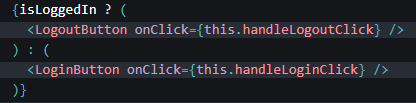 {isLoggedIn ? (
  <LogoutButton onClick={this.handleLogoutClick} />
) : (
  <LoginButton onClick={this.handleLoginClick} />
)}